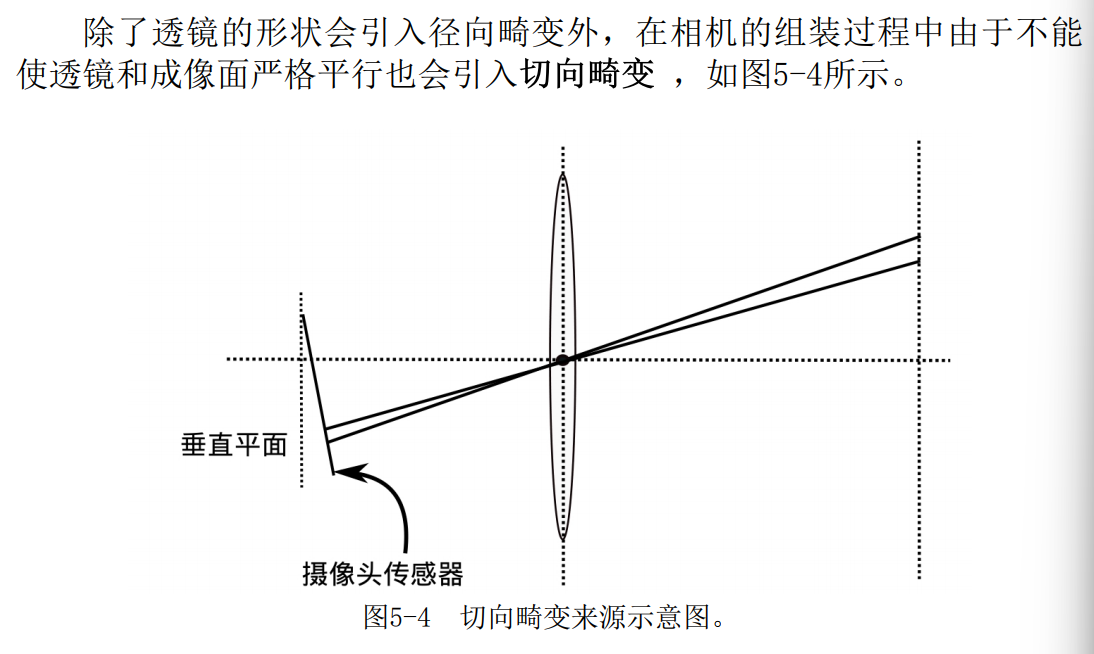 除了透镜的形状会引入径向畸变外，在相机的组装过程中由于不能
使透镜和成像面严格平行也会引入切向畸变 ，如图5-4所示。
垂直平面
摄像头传感器
图5-4 切向畸变来源示意图。